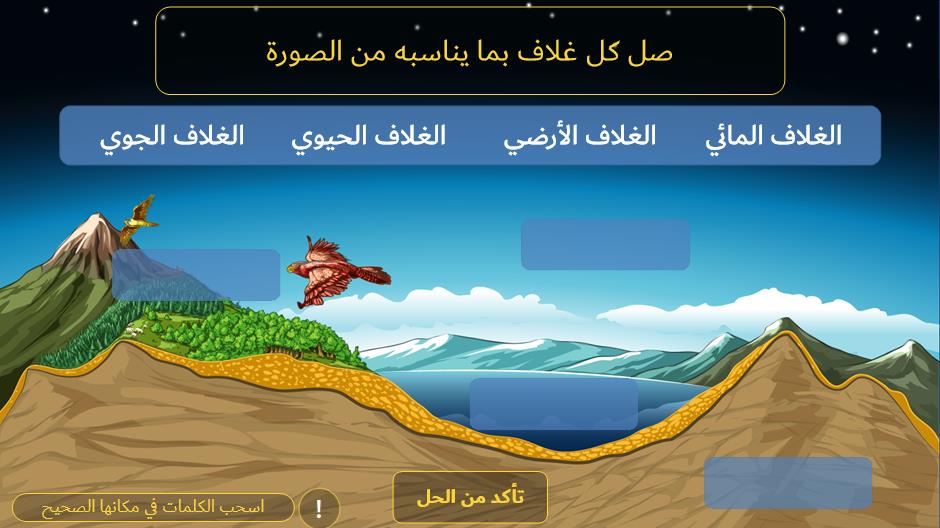 صل كل غلاف بما يناسبه من الصورة
الغلاف المائي
الغلاف الأرضي
الغلاف الحيوي
الغلاف الجوي
تأكد من الحل
!
اسحب الكلمات في مكانها الصحيح